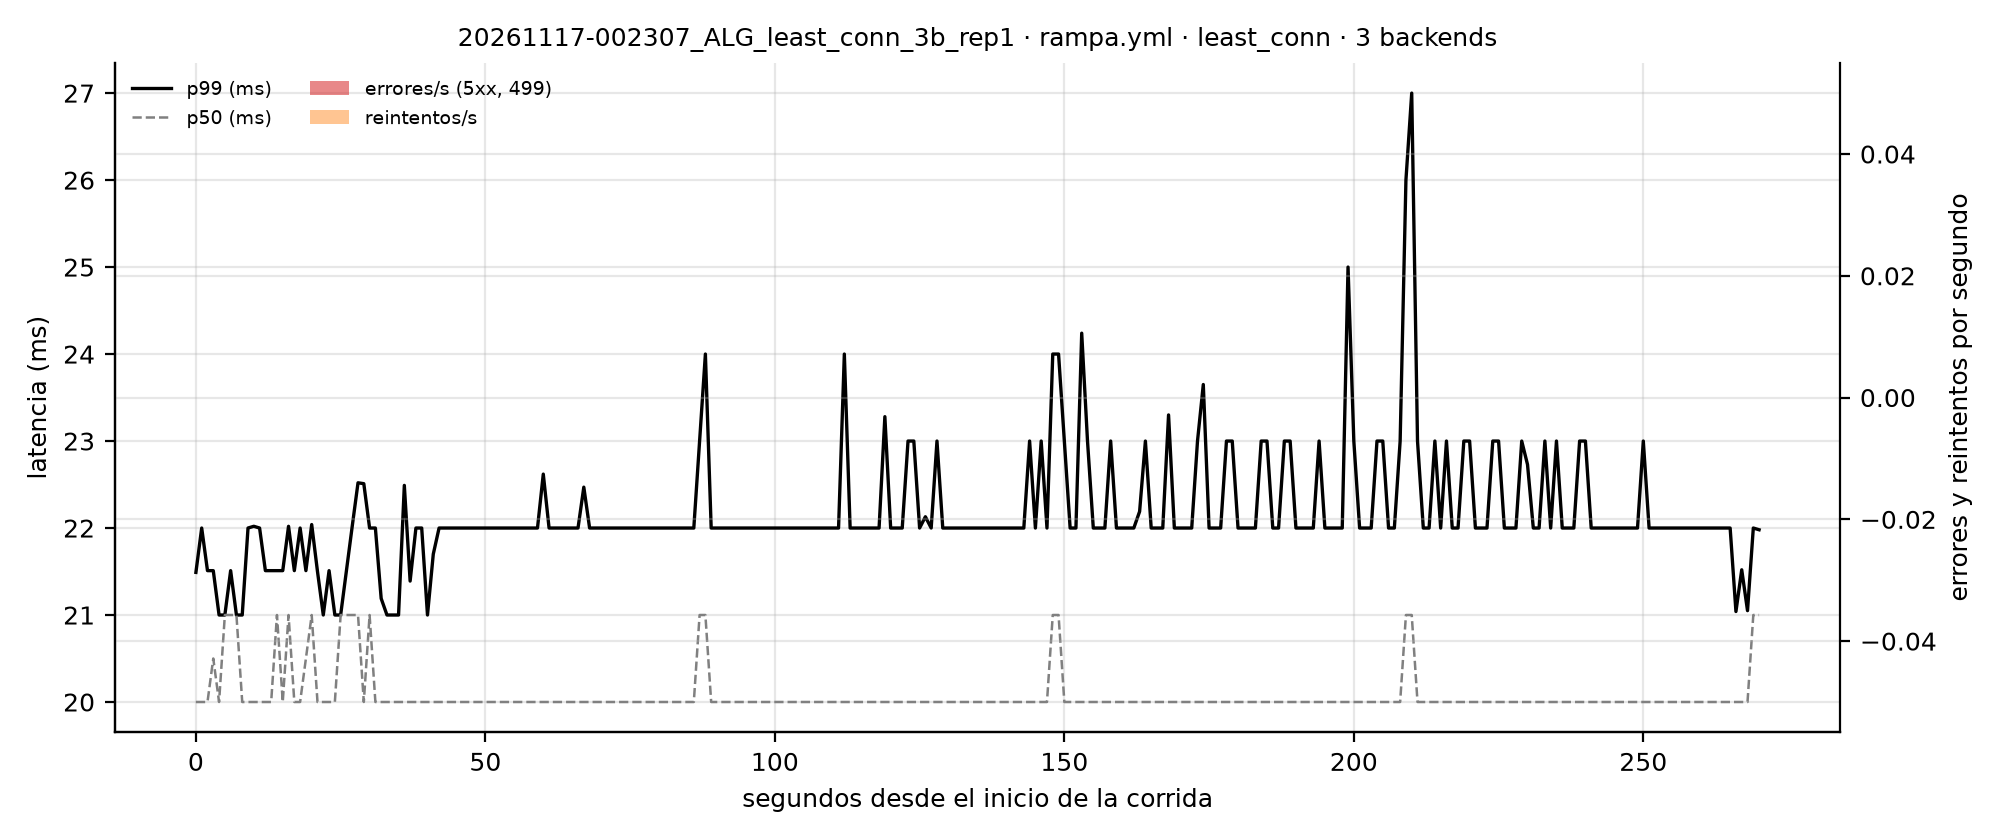 20261117-002307_ALG_least_conn_3b_rep1 · rampa.yml · least_conn · 3 backends
p99 (ms)
p50 (ms)
errores/s (5xx, 499)
reintentos/s
latencia (ms)
27
26
25
24
23
22
21
20
0.04
0.02
0.00
−0.02
−0.04
errores y reintentos por segundo
0
50
100
150
200
250
segundos desde el inicio de la corrida